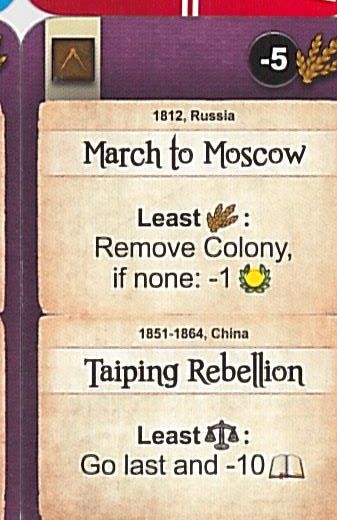 -5
1812, Russia
March to Moscow
Least :
Remove Colony,
if none: -1
1851-1864, China
Taiping Rebellion
Least :
Go last and -10